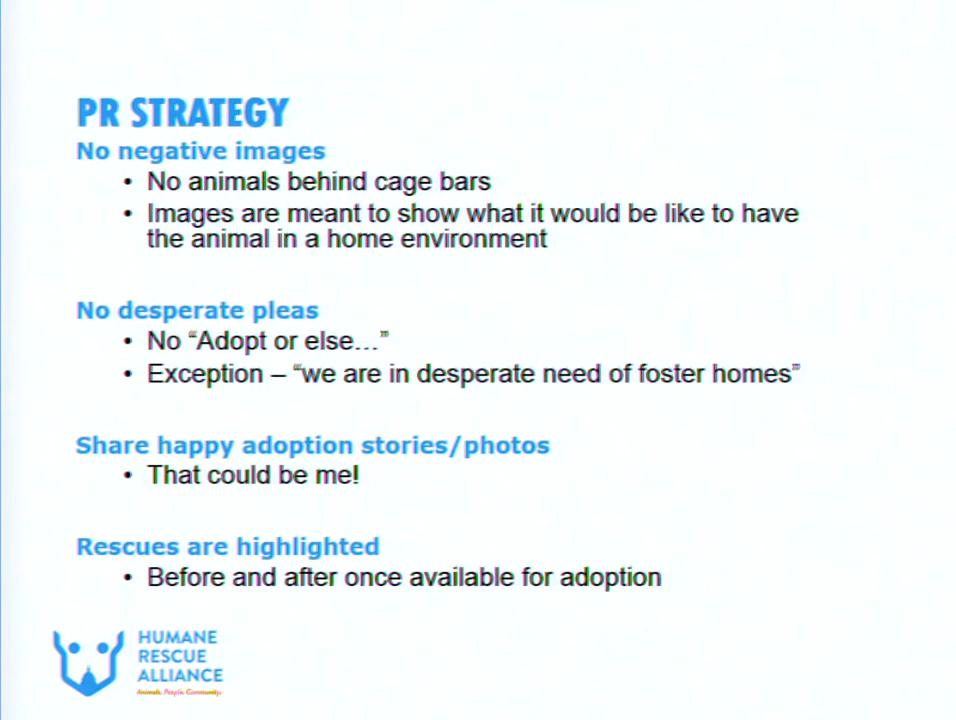 PR STRATEGY
No negative images
• No animals behind cage bars
• Images are meant to show what it would be like to have
the animal in a home environment
No desperate pleas
• No “Adopt or else…”
• Exception – “we are in desperate need of foster homes”
Share happy adoption stories/photos
• That could be me!
Rescues are highlighted
• Before and after once available for adoption
HUMANE
RESCUE
ALLIANCE
Animals. People. Community.